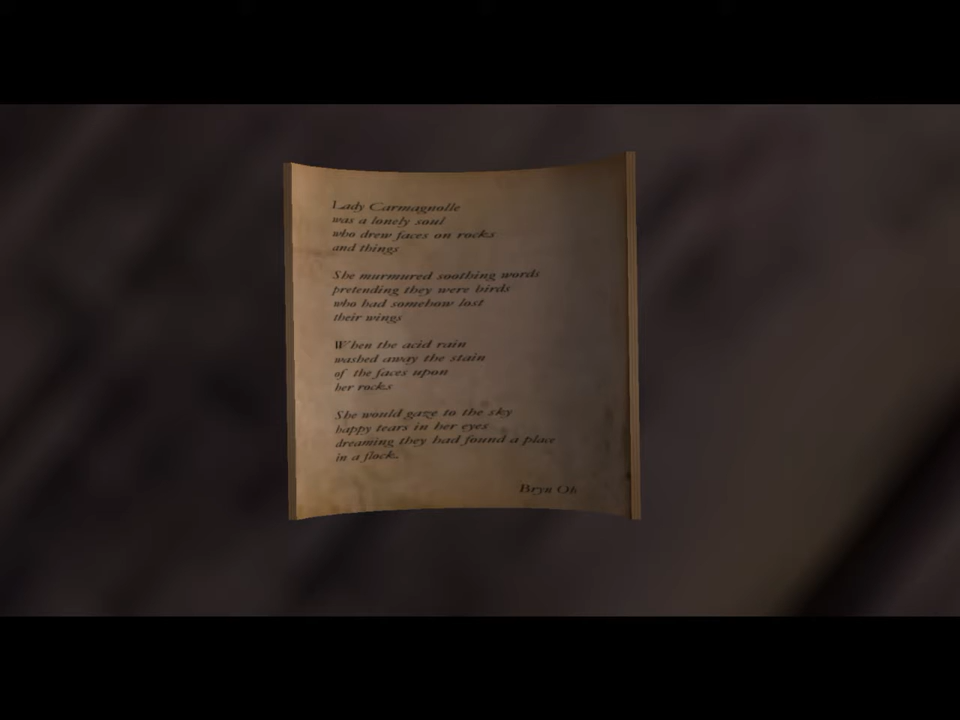 Lady Carmagnolle
was a lonely soul
who drew faces on rocks
and things
She murmured soothing words
pretending they were birds
who had somehow lost
their wings
When the acid rain
washed away the stain
of the faces upon
her rocks
She would gaze to the sky
happy tears in her eyes
dreaming they had found a place
in a flock.
Bryn Oh